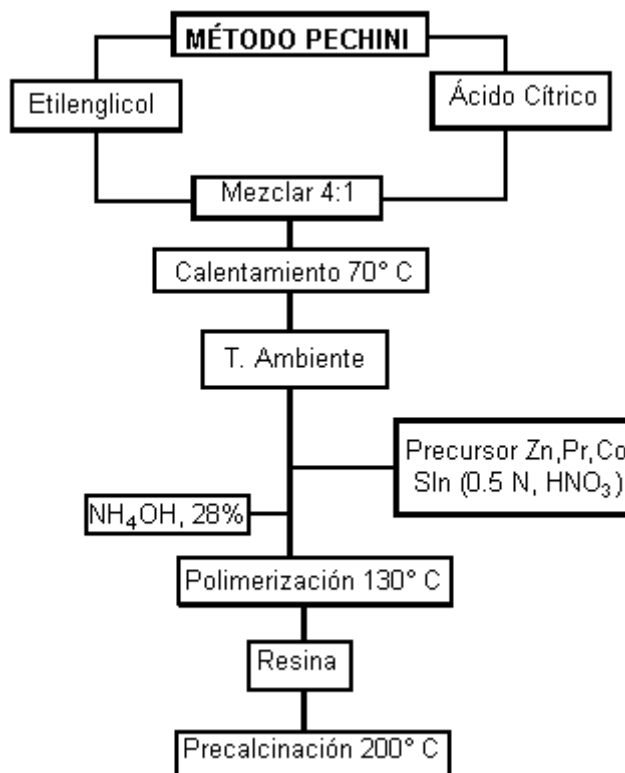 MÉTODO PECHINI
Etilenglicol
Ácido Cítrico
Mezclar 4:1
Calentamiento 70° C
T. Ambiente
Precursor Zn,Pr,Co
Sln (0.5 N, HNO₃)
NH₄OH, 28%
Polimerización 130° C
Resina
Precalcinación 200° C